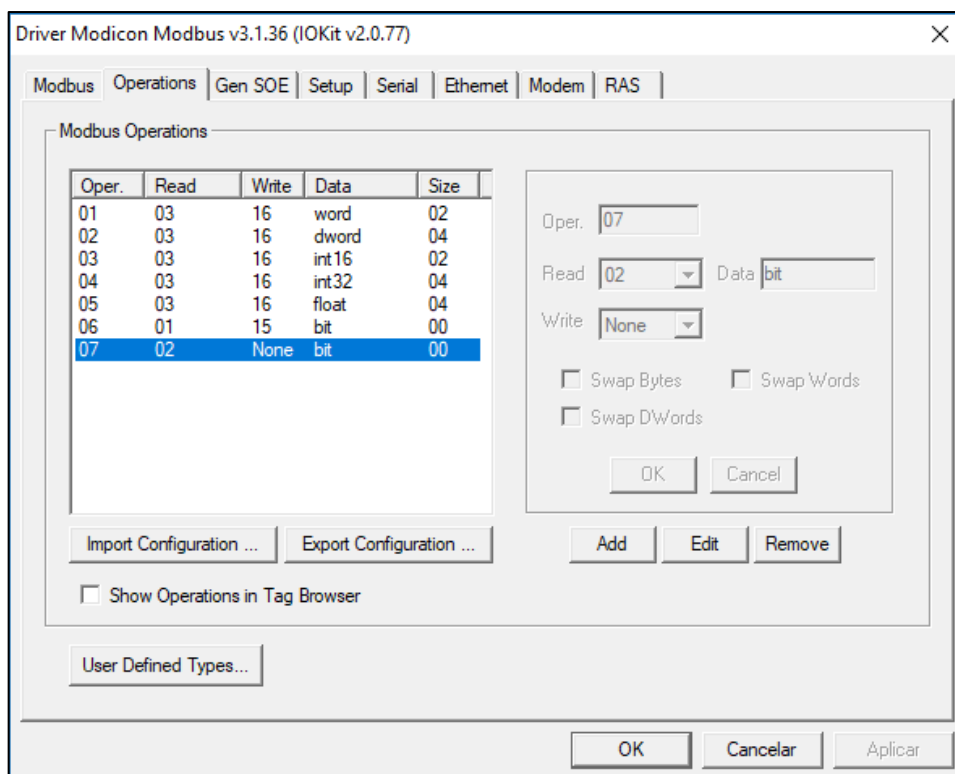 Driver Modicon Modbus v3.1.36 (IOKit v2.0.77)
Modbus Operations Gen SOE Setup Serial Ethernet Modem RAS
Modbus Operations
Oper. Read Write Data Size
01 03 16 word 02
02 03 16 dword 04
03 03 16 int16 02
04 03 16 int32 04
05 03 16 float 04
06 01 15 bit 00
07 02 None bit 00
Oper. 07
Read 02 Data bit
Write None
Swap Bytes Swap Words
Swap DWords
OK Cancel
Import Configuration ... Export Configuration ... Add Edit Remove
Show Operations in Tag Browser
User Defined Types...
OK Cancelar Aplicar